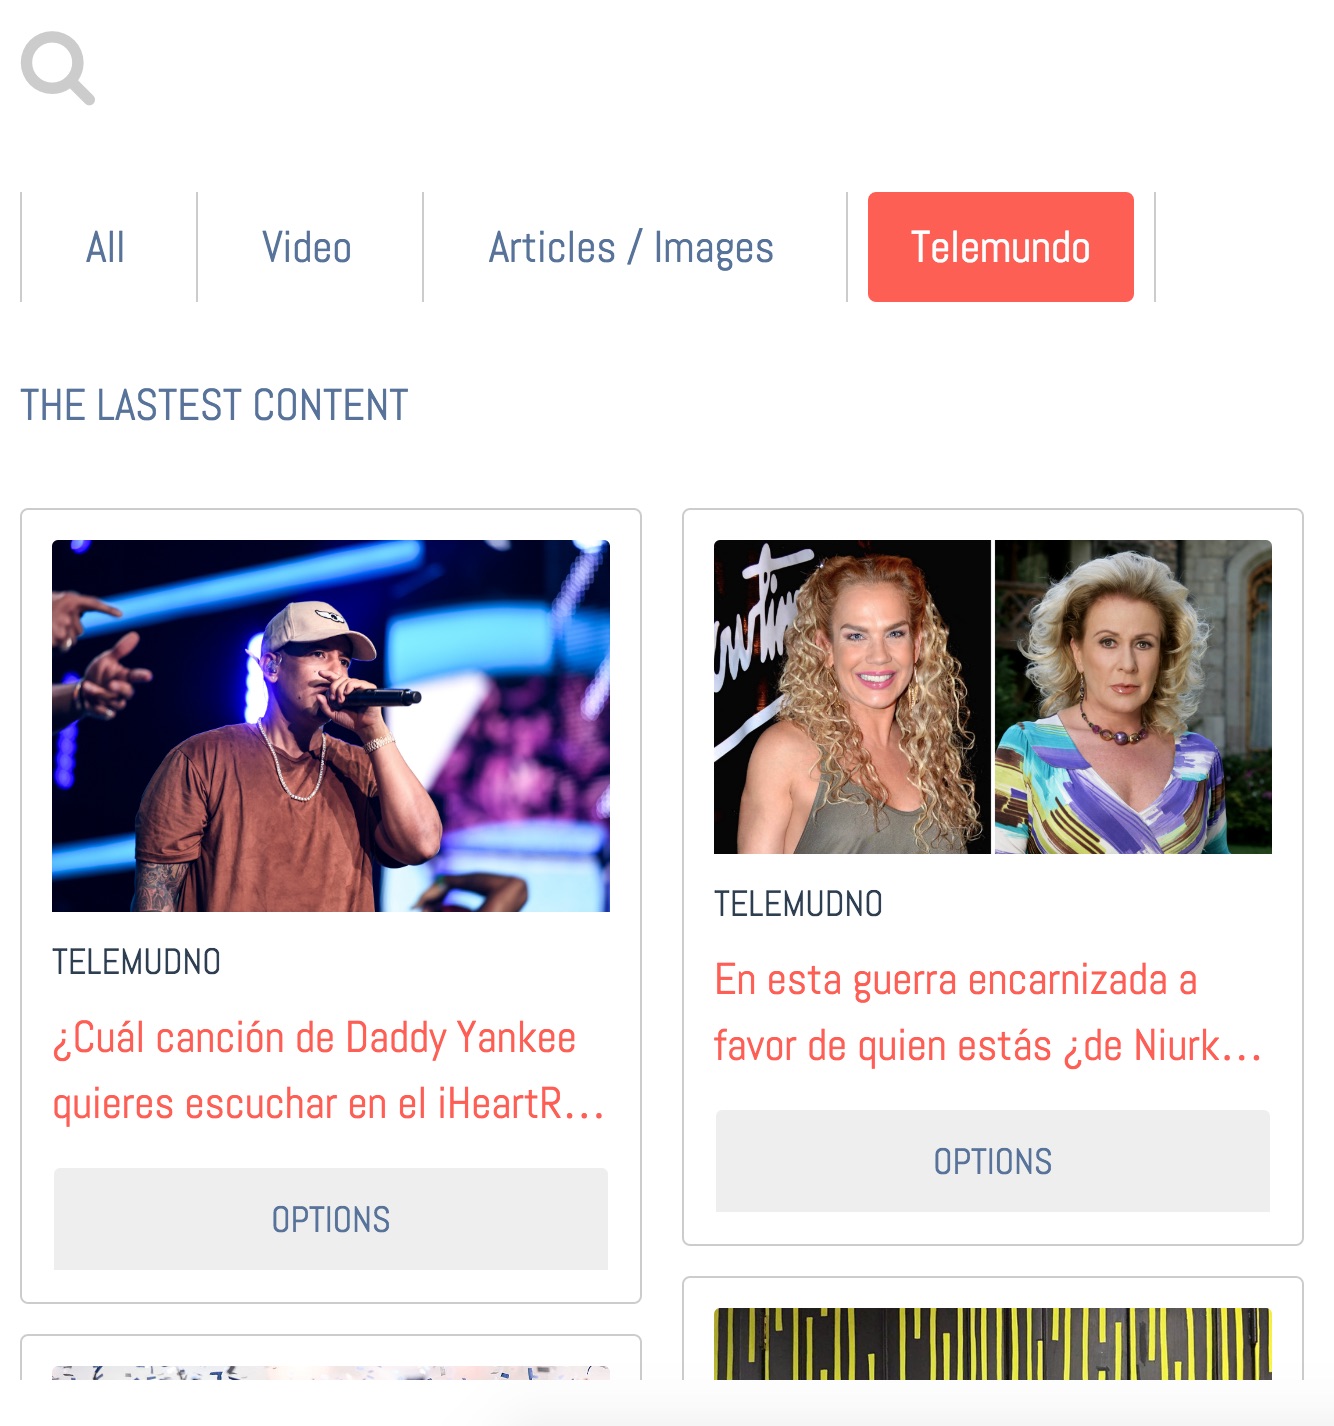 All
Video
Articles / Images
Telemundo
THE LASTEST CONTENT
TELEMUDNO
¿Cuál canción de Daddy Yankee
quieres escuchar en el iHeartR...
OPTIONS
TELEMUDNO
En esta guerra encarnizada a
favor de quien estás ¿de Niurk...
OPTIONS